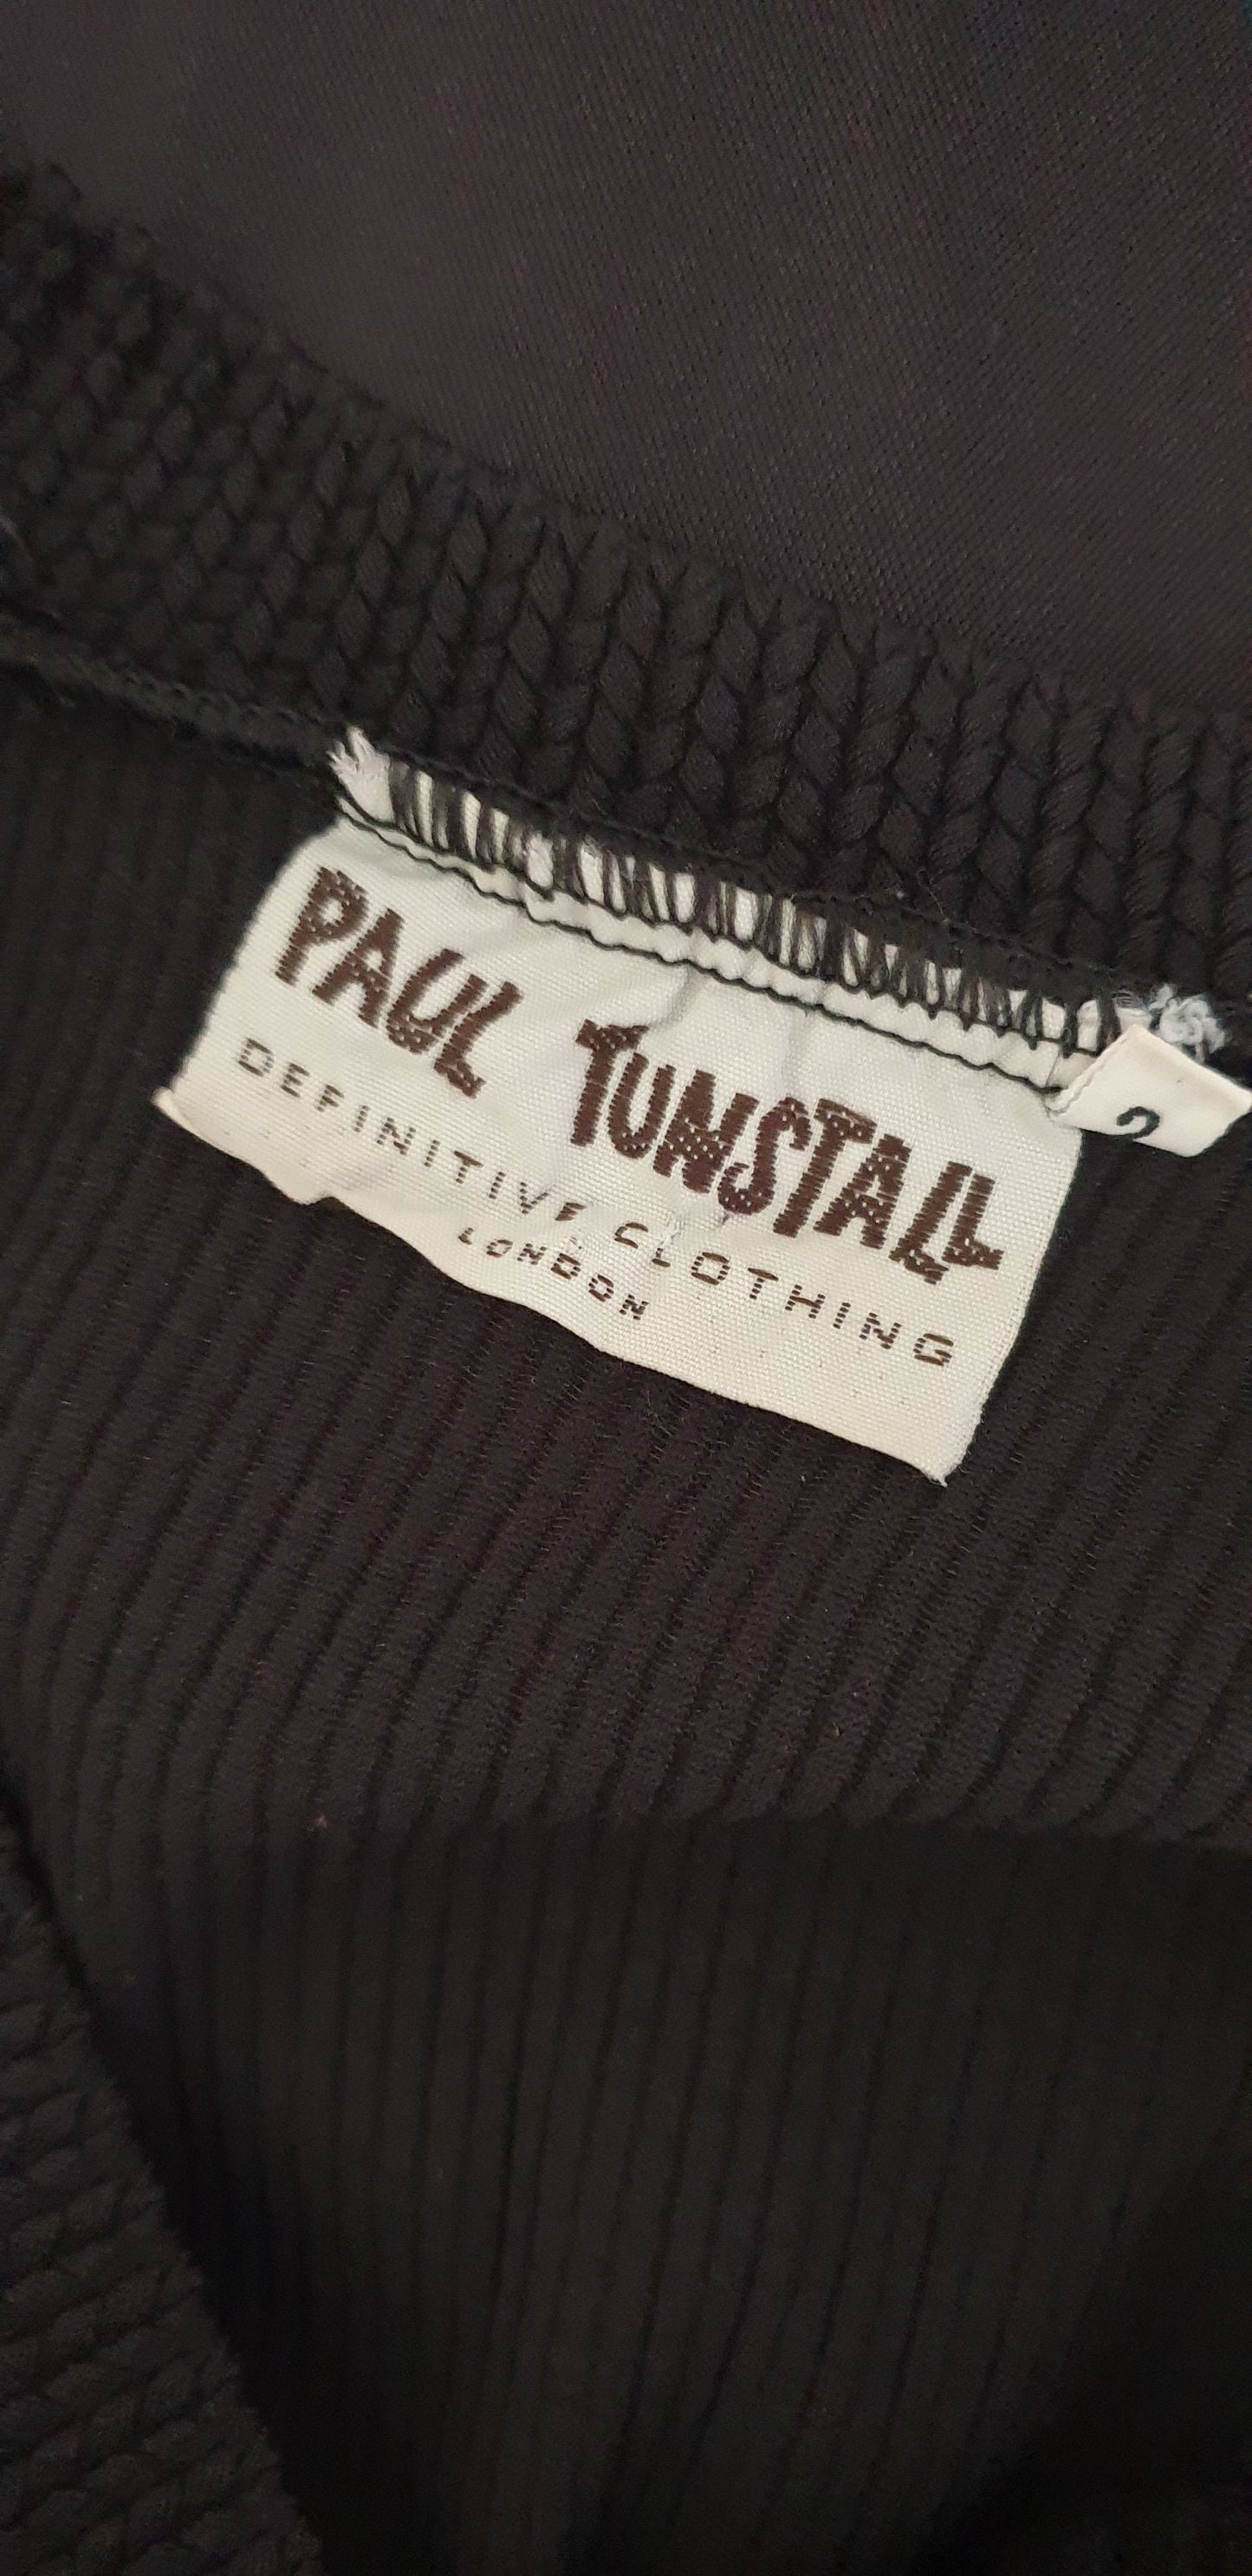 PAUL TUNSTALL
DEFINITIVE CLOTHING
LONDON
2